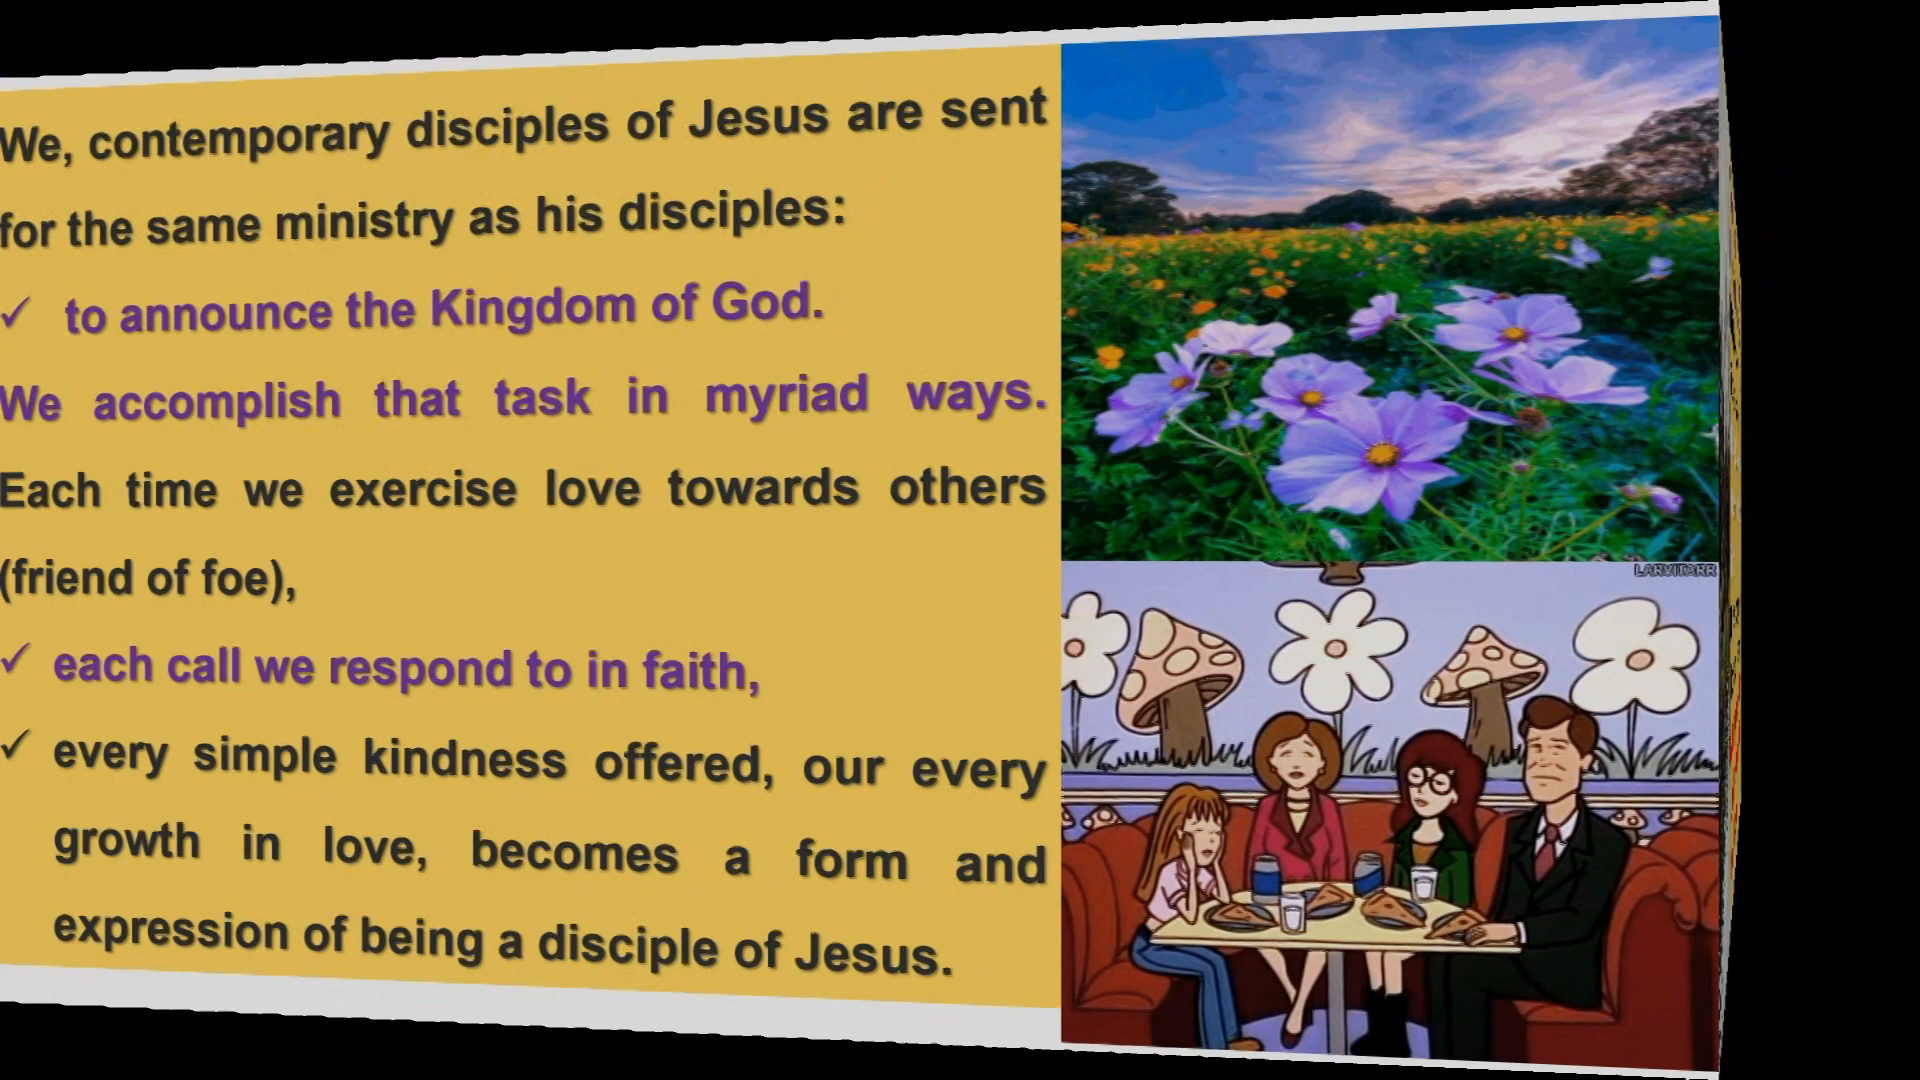 We, contemporary disciples of Jesus are sent
for the same ministry as his disciples:
✓ to announce the Kingdom of God.
We accomplish that task in myriad ways.
Each time we exercise love towards others
(friend of foe),
✓ each call we respond to in faith,
✓ every simple kindness offered, our every
growth in love, becomes a form and
expression of being a disciple of Jesus.
LARVITARR